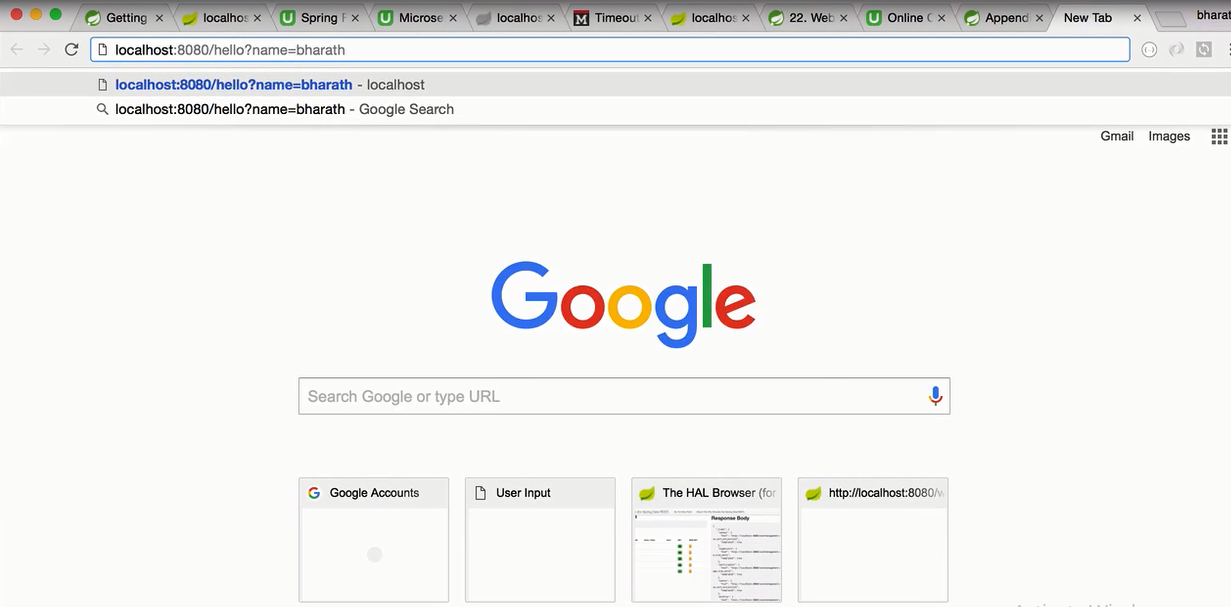 Getting localhos Spring F Microse localhos Timeout localhos 22. Web Online C Append New Tab bharat
localhost:8080/hello?name=bharath
localhost:8080/hello?name=bharath - localhost
localhost:8080/hello?name=bharath - Google Search
Gmail Images
Google
Search Google or type URL
Google Accounts User Input The HAL Browser (for http://localhost:8080/w
Response Body